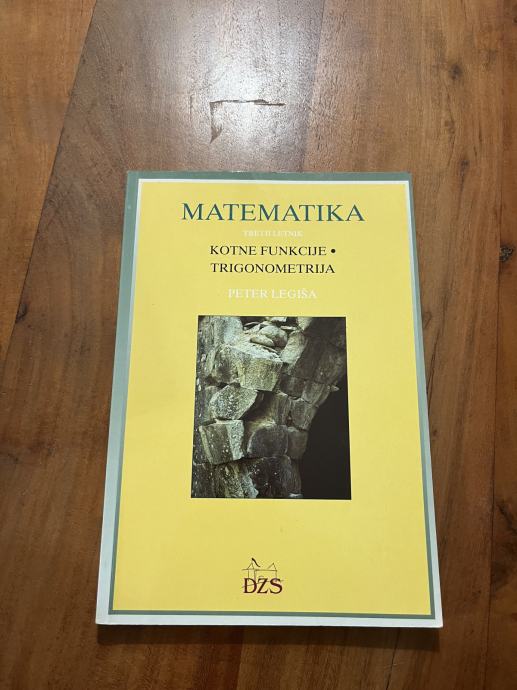 MATEMATIKA
TRETJI LETNIK
KOTNE FUNKCIJE •
TRIGONOMETRIJA
PETER LEGIŠA
DZS